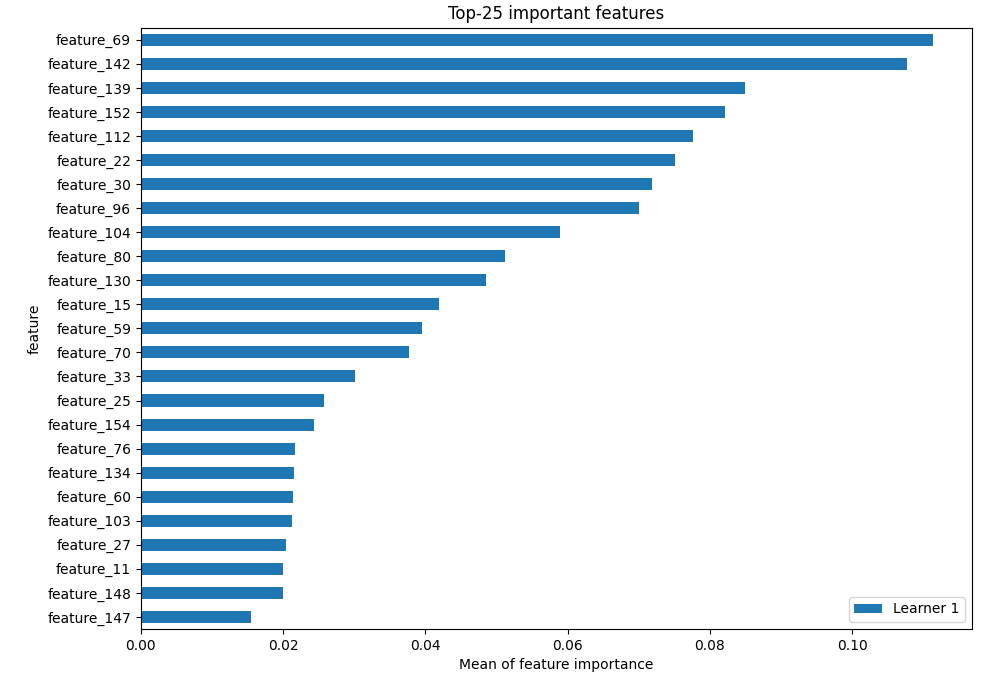 Top-25 important features
feature_69
feature_142
feature_139
feature_152
feature_112
feature_22
feature_30
feature_96
feature_104
feature_80
feature_130
feature_15
feature_59
feature_70
feature_33
feature_25
feature_154
feature_76
feature_134
feature_60
feature_103
feature_27
feature_11
feature_148
feature_147
feature
Learner 1
0.00 0.02 0.04 0.06 0.08 0.10
Mean of feature importance